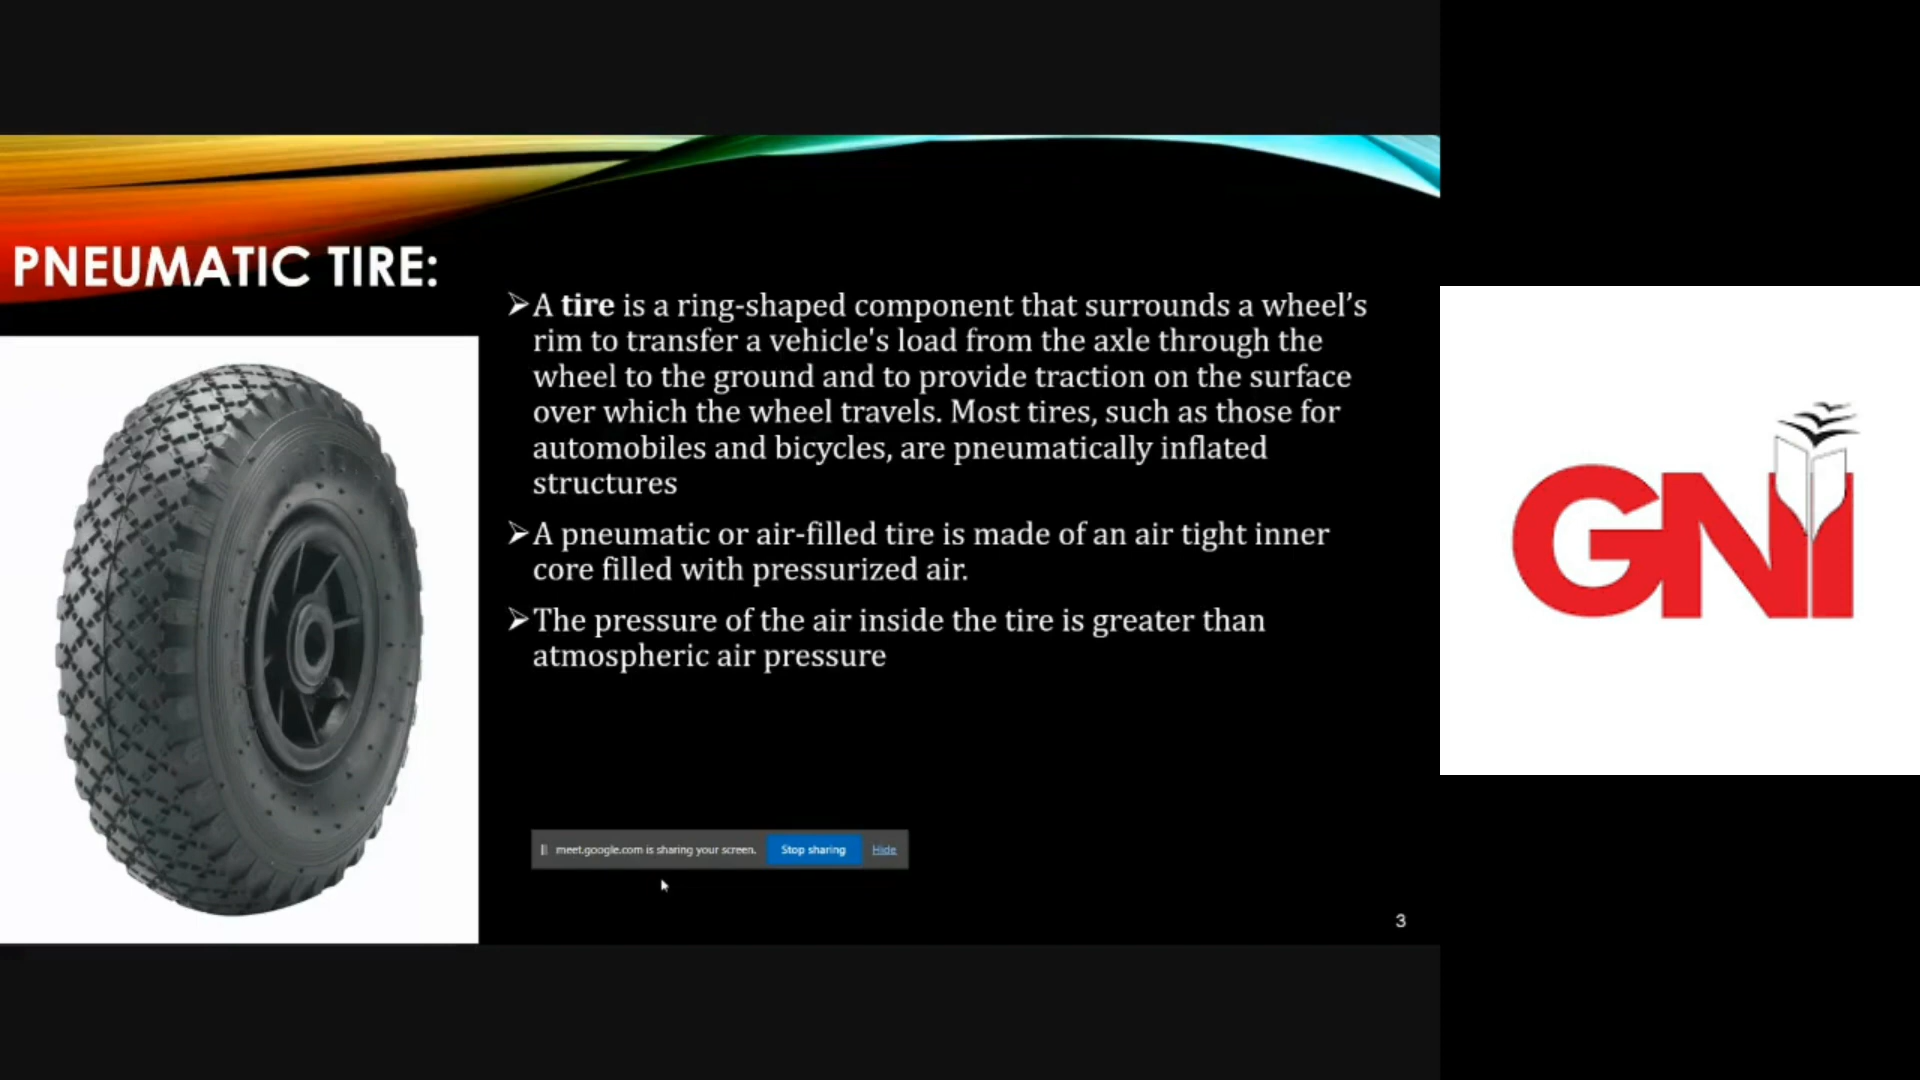 PNEUMATIC TIRE:
➢A tire is a ring-shaped component that surrounds a wheel’s
rim to transfer a vehicle's load from the axle through the
wheel to the ground and to provide traction on the surface
over which the wheel travels. Most tires, such as those for
automobiles and bicycles, are pneumatically inflated
structures
➢A pneumatic or air-filled tire is made of an air tight inner
core filled with pressurized air.
➢The pressure of the air inside the tire is greater than
atmospheric air pressure
meet.google.com is sharing your screen. Stop sharing Hide
3
GNI